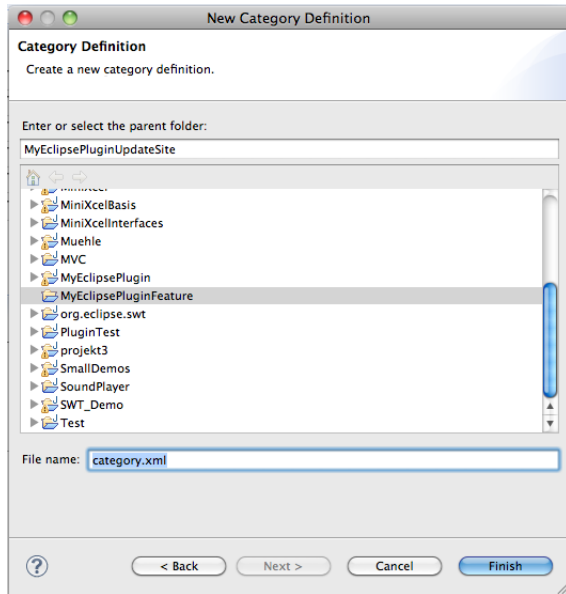 New Category Definition
Category Definition
Create a new category definition.
Enter or select the parent folder:
MyEclipsePluginUpdateSite
MiniXcel
MiniXcelBasis
MiniXcelInterfaces
Muehle
MVC
MyEclipsePlugin
MyEclipsePluginFeature
org.eclipse.swt
PluginTest
projekt3
SmallDemos
SoundPlayer
SWT_Demo
Test
File name: category.xml
? < Back Next > Cancel Finish